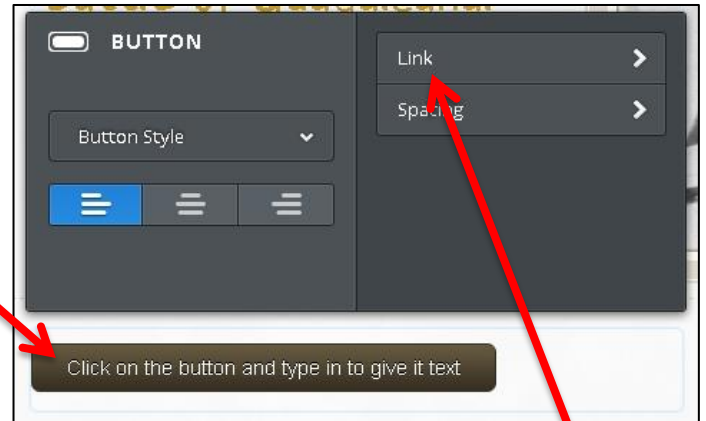 BUTTON
Link
Spacing
Button Style
Click on the button and type in to give it text